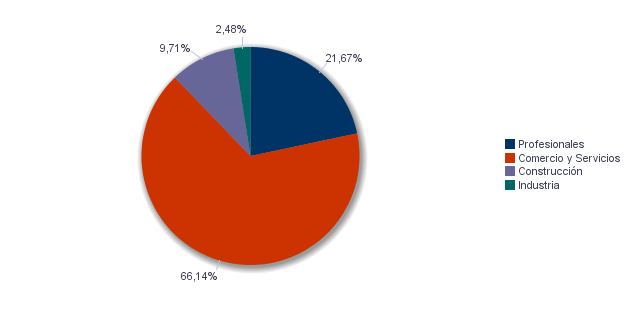 2,48%
9,71%
21,67%
66,14%
Profesionales
Comercio y Servicios
Construcción
Industria